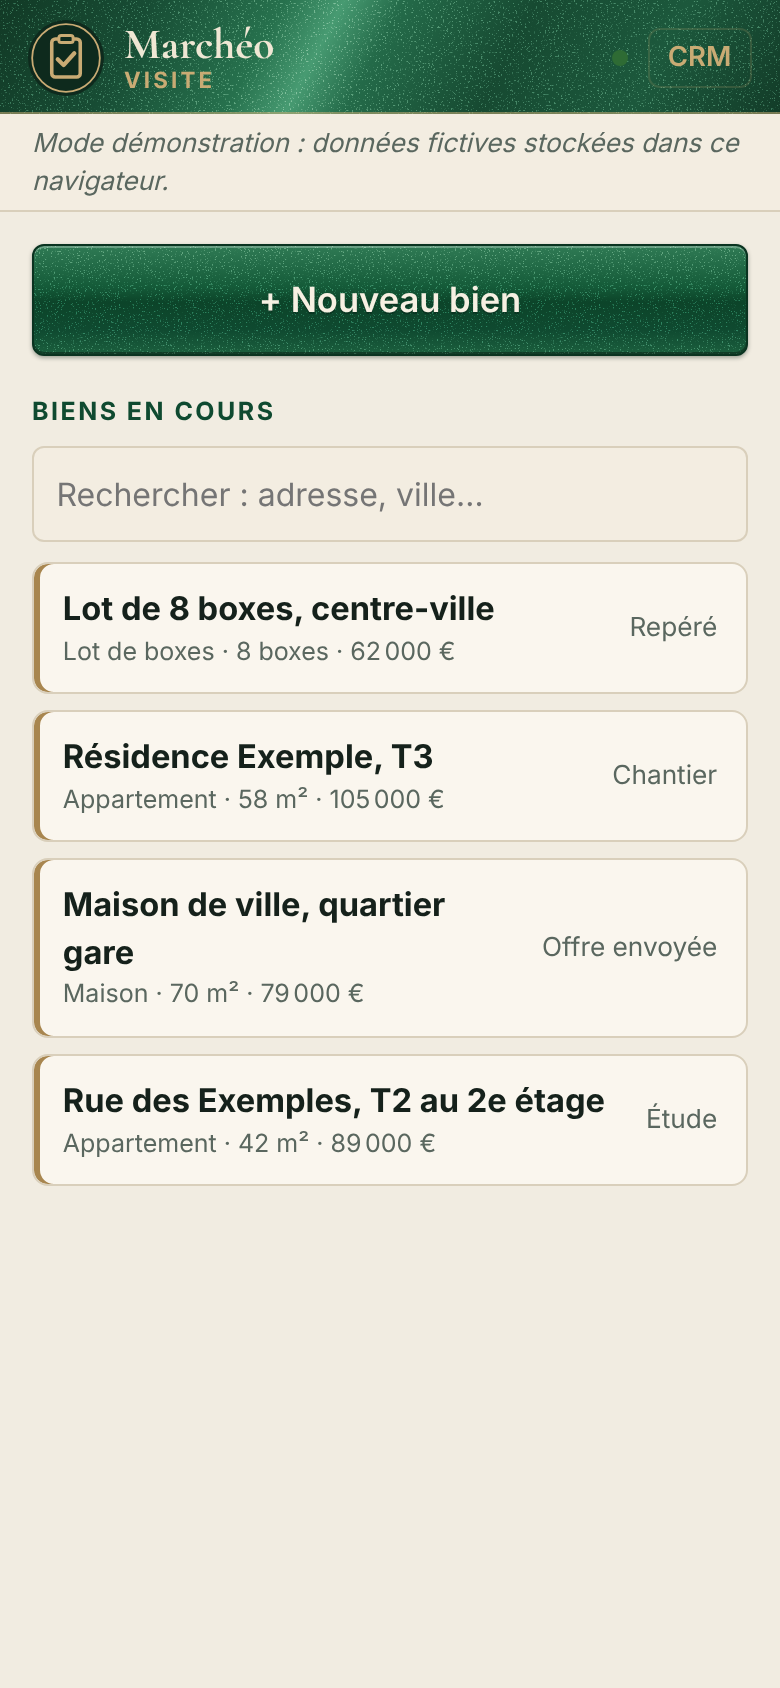 Marchéo
VISITE
CRM
Mode démonstration : données fictives stockées dans ce
navigateur.
+ Nouveau bien
BIENS EN COURS
Rechercher : adresse, ville...
Lot de 8 boxes, centre-ville
Lot de boxes · 8 boxes · 62 000 €
Repéré
Résidence Exemple, T3
Appartement · 58 m² · 105 000 €
Chantier
Maison de ville, quartier
gare
Maison · 70 m² · 79 000 €
Offre envoyée
Rue des Exemples, T2 au 2e étage
Appartement · 42 m² · 89 000 €
Étude